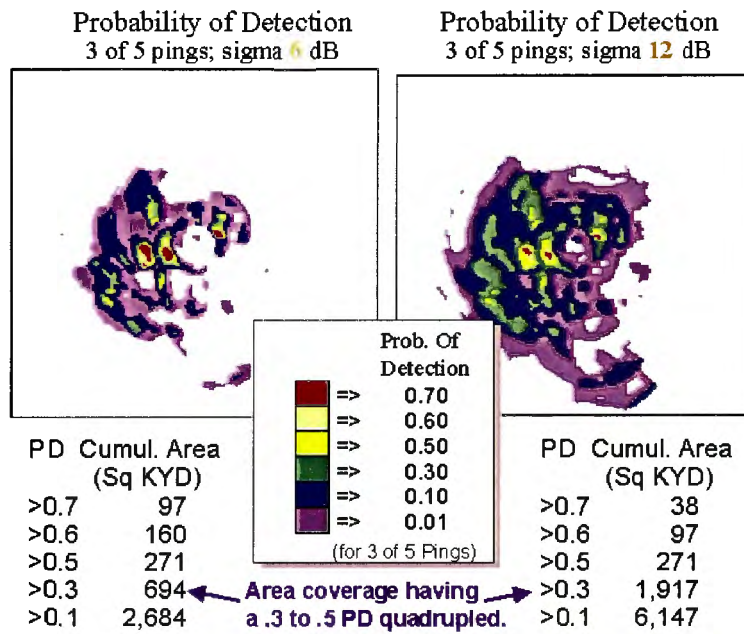 Probability of Detection
3 of 5 pings; sigma 6 dB
Probability of Detection
3 of 5 pings; sigma 12 dB
Prob. Of
Detection
=> 0.70
=> 0.60
=> 0.50
=> 0.30
=> 0.10
=> 0.01
(for 3 of 5 Pings)
PD Cumul. Area
(Sq KYD)
>0.7 97
>0.6 160
>0.5 271
>0.3 694
>0.1 2,684
Area coverage having
a .3 to .5 PD quadrupled.
PD Cumul. Area
(Sq KYD)
>0.7 38
>0.6 97
>0.5 271
>0.3 1,917
>0.1 6,147